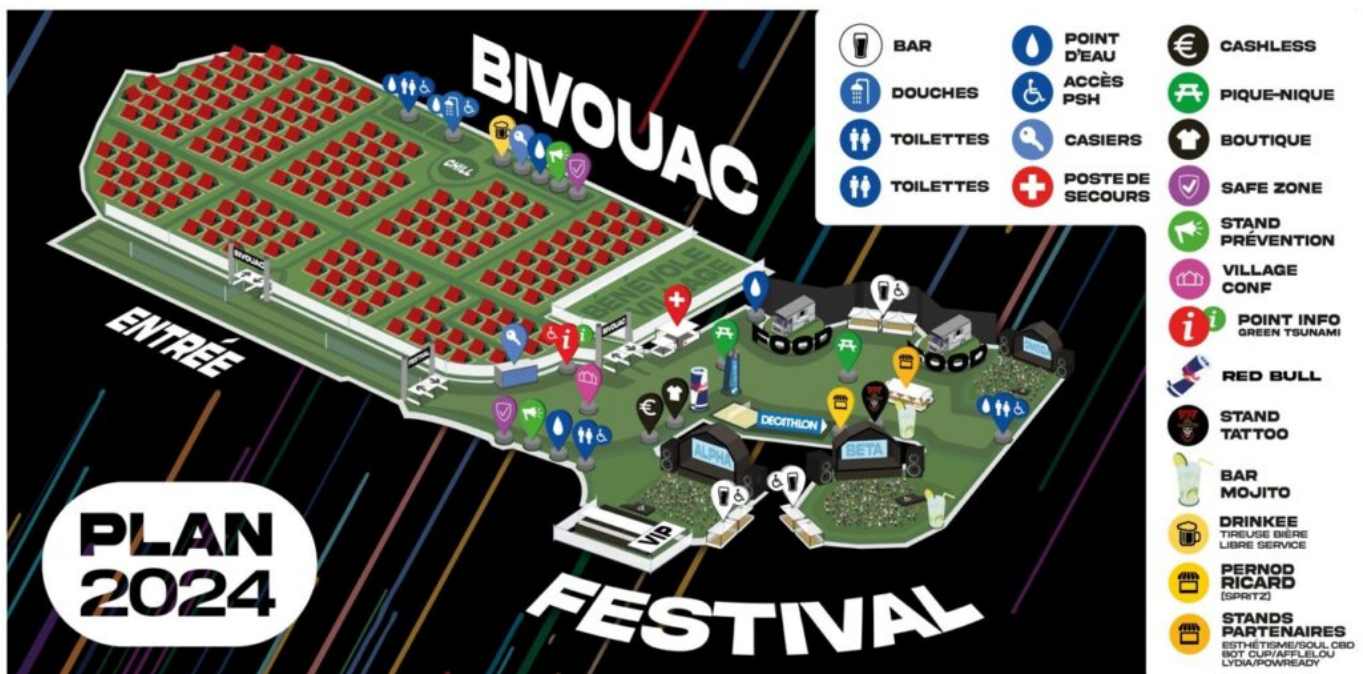 BIVOUAC
CHILL
BIVOUAC
ENTRÉE
BÉNÉVOLE
VILLAGE
BIVOUAC
FESTIVAL
FOOD
FOOD
OMEGA
DECATHLON
ALPHA
BETA
VIP
FESTIVAL
PLAN
2024
BAR
DOUCHES
TOILETTES
TOILETTES
POINT
D'EAU
ACCÈS
PSH
CASIERS
POSTE DE
SECOURS
CASHLESS
PIQUE-NIQUE
BOUTIQUE
SAFE ZONE
STAND
PRÉVENTION
VILLAGE
CONF
POINT INFO
GREEN TSUNAMI
RED BULL
STAND
TATTOO
BAR
MOJITO
DRINKEE
TIREUSE BIÈRE
LIBRE SERVICE
PERNOD
RICARD
(SPRITZ)
STANDS
PARTENAIRES
ESTHÉTISME/SOUL CBD
BOT CUP/AFFLELOU
LYDIA/POWREADY